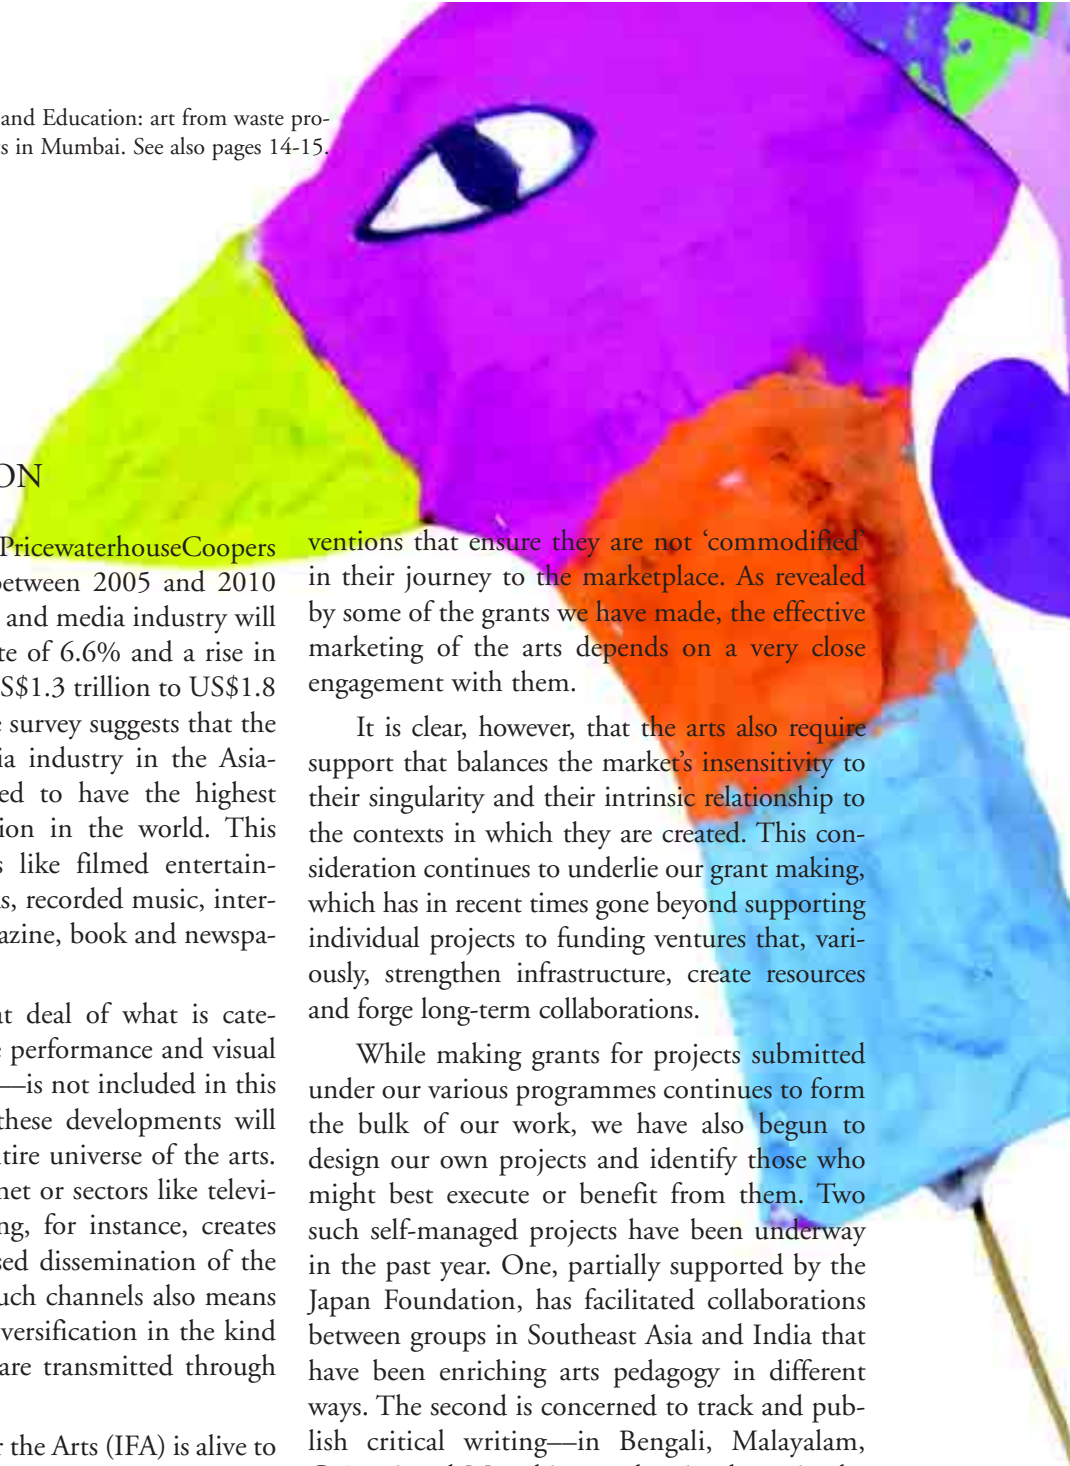 and Education: art from waste pro-
in Mumbai. See also pages 14-15.
ON
PricewaterhouseCoopers
between 2005 and 2010
and media industry will
of 6.6% and a rise in
US$1.3 trillion to US$1.8
survey suggests that the
industry in the Asia-
to have the highest
in the world. This
like filmed entertain-
recorded music, inter-
book and newspa-
deal of what is cate-
performance and visual
—is not included in this
these developments will
universe of the arts.
or sectors like televi-
for instance, creates
dissemination of the
such channels also means
diversification in the kind
are transmitted through
the Arts (IFA) is alive to
ventions that ensure they are not ‘commodified’
in their journey to the marketplace. As revealed
by some of the grants we have made, the effective
marketing of the arts depends on a very close
engagement with them.
It is clear, however, that the arts also require
support that balances the market’s insensitivity to
their singularity and their intrinsic relationship to
the contexts in which they are created. This con-
sideration continues to underlie our grant making,
which has in recent times gone beyond supporting
individual projects to funding ventures that, vari-
ously, strengthen infrastructure, create resources
and forge long-term collaborations.
While making grants for projects submitted
under our various programmes continues to form
the bulk of our work, we have also begun to
design our own projects and identify those who
might best execute or benefit from them. Two
such self-managed projects have been underway
in the past year. One, partially supported by the
Japan Foundation, has facilitated collaborations
between groups in Southeast Asia and India that
have been enriching arts pedagogy in different
ways. The second is concerned to track and pub-
lish critical writing—in Bengali, Malayalam,